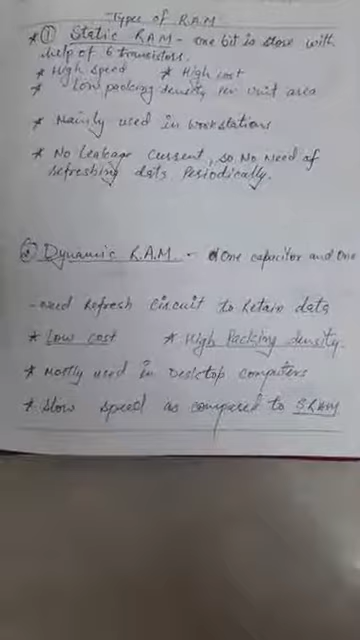 Types of RAM
* ① Static RAM - one bit is store with
help of 6 transistors.
* High speed * High cost
* Low packing density per unit area
* Mainly used in workstations
* No Leakage current, so No Need of
refreshing data Periodically.
② Dynamic RAM - One capacitor and One
- need Refresh circuit to Retain data
* Low cost * High Packing density.
* Mostly used in Desktop computers
* Slow speed as compared to SRAM